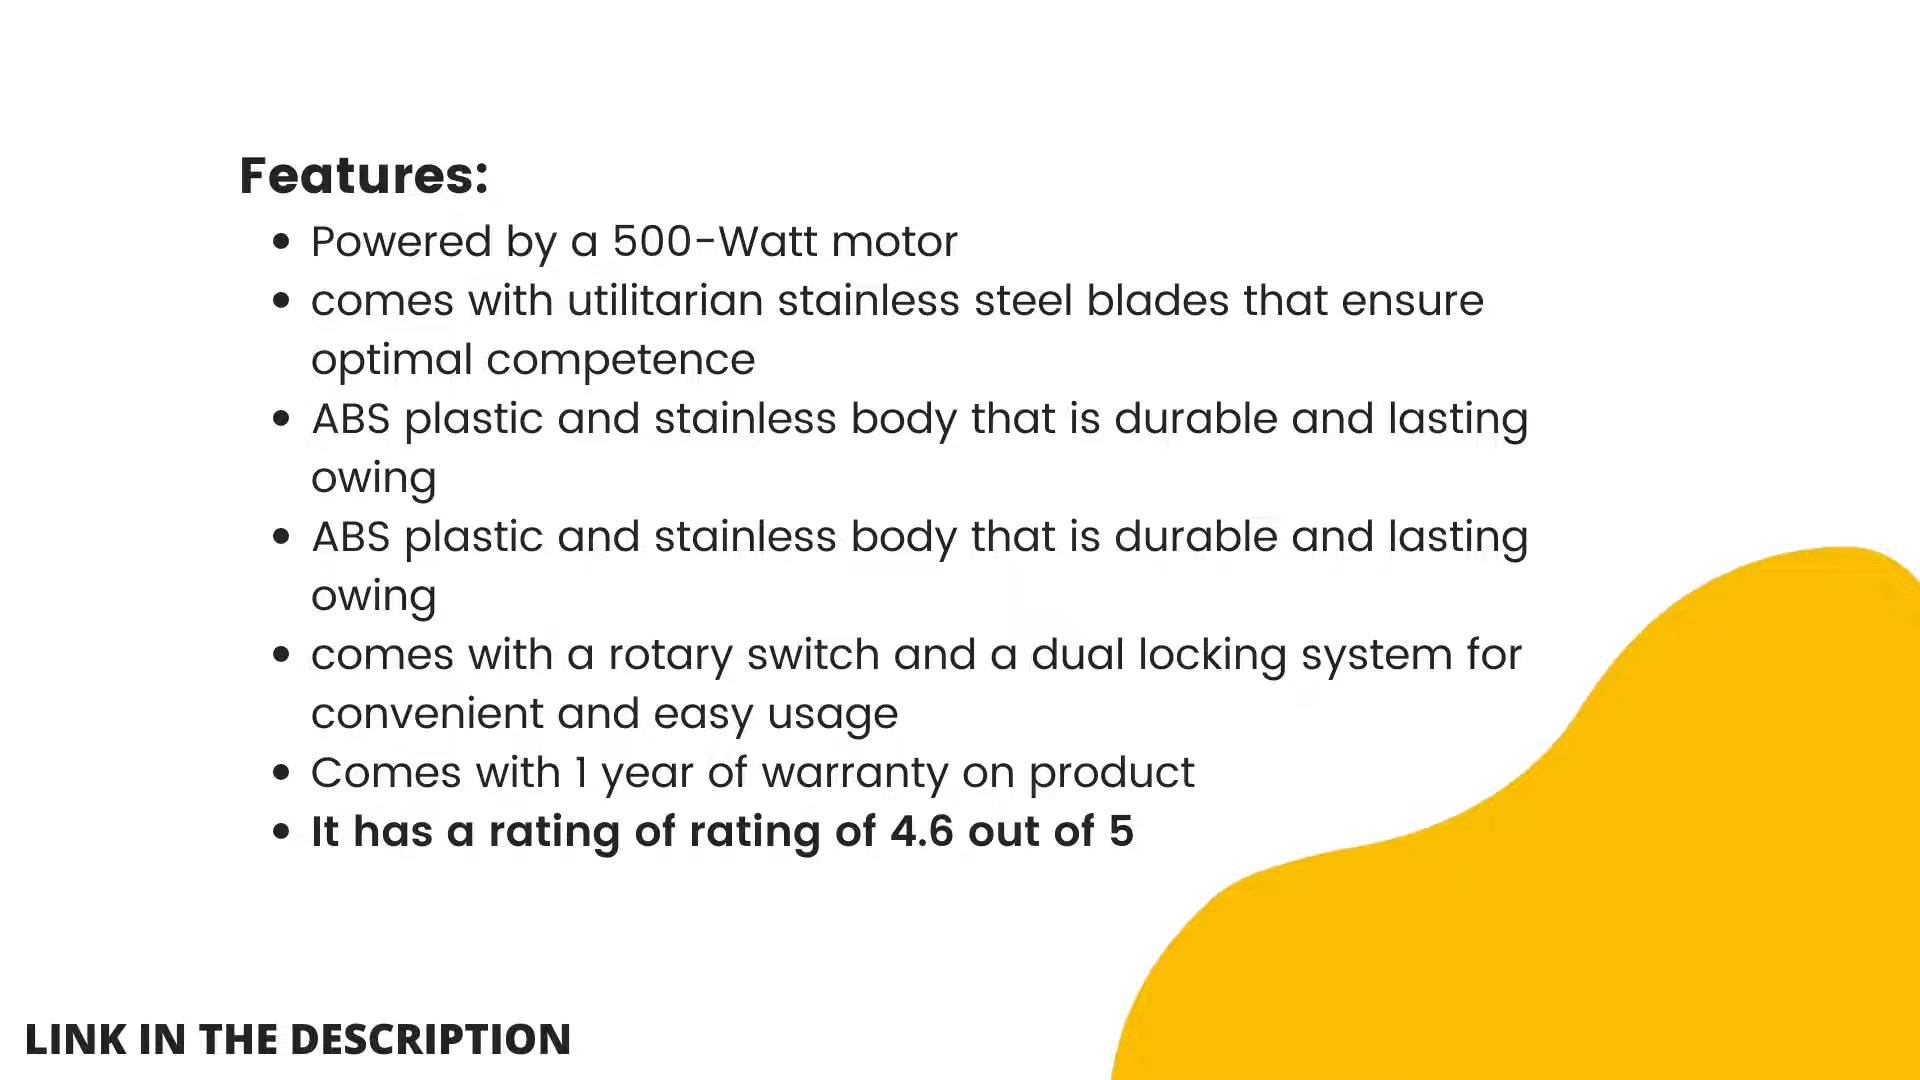 Features:
• Powered by a 500-Watt motor
• comes with utilitarian stainless steel blades that ensure
optimal competence
• ABS plastic and stainless body that is durable and lasting
owing
• ABS plastic and stainless body that is durable and lasting
owing
• comes with a rotary switch and a dual locking system for
convenient and easy usage
• Comes with 1 year of warranty on product
• It has a rating of rating of 4.6 out of 5
LINK IN THE DESCRIPTION